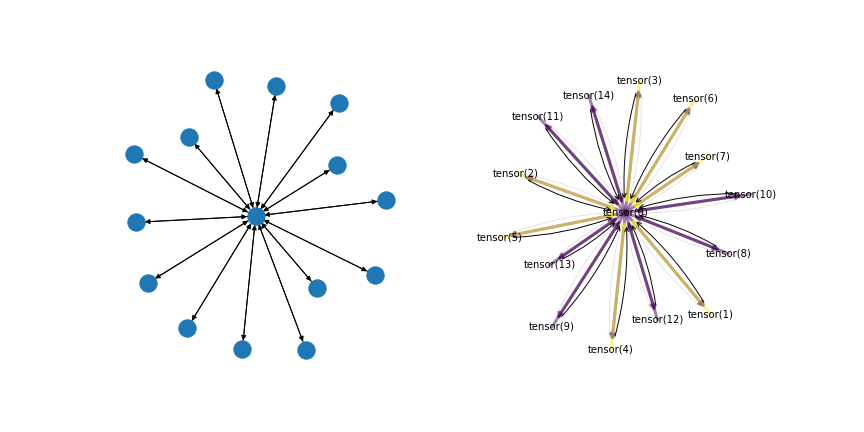 tensor(3)
tensor(14)
tensor(6)
tensor(11)
tensor(7)
tensor(2)
tensor(10)
tensor(0)
tensor(5)
tensor(8)
tensor(13)
tensor(1)
tensor(12)
tensor(9)
tensor(4)